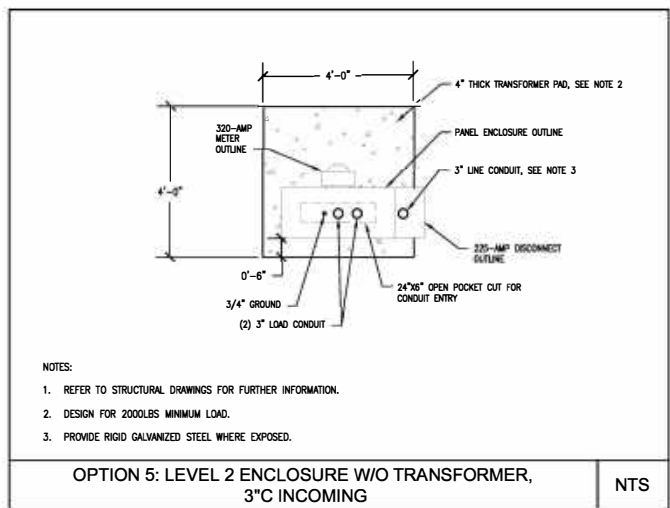 4'-0"
4" THICK TRANSFORMER PAD, SEE NOTE 2
320-AMP
METER
OUTLINE
PANEL ENCLOSURE OUTLINE
3" LINE CONDUIT, SEE NOTE 3
4'-0"
225-AMP DISCONNECT
OUTLINE
0'-6"
24"X6" OPEN POCKET CUT FOR
CONDUIT ENTRY
3/4" GROUND
(2) 3" LOAD CONDUIT
NOTES:
1. REFER TO STRUCTURAL DRAWINGS FOR FURTHER INFORMATION.
2. DESIGN FOR 2000LBS MINIMUM LOAD.
3. PROVIDE RIGID GALVANIZED STEEL WHERE EXPOSED.
OPTION 5: LEVEL 2 ENCLOSURE W/O TRANSFORMER,
3"C INCOMING
NTS